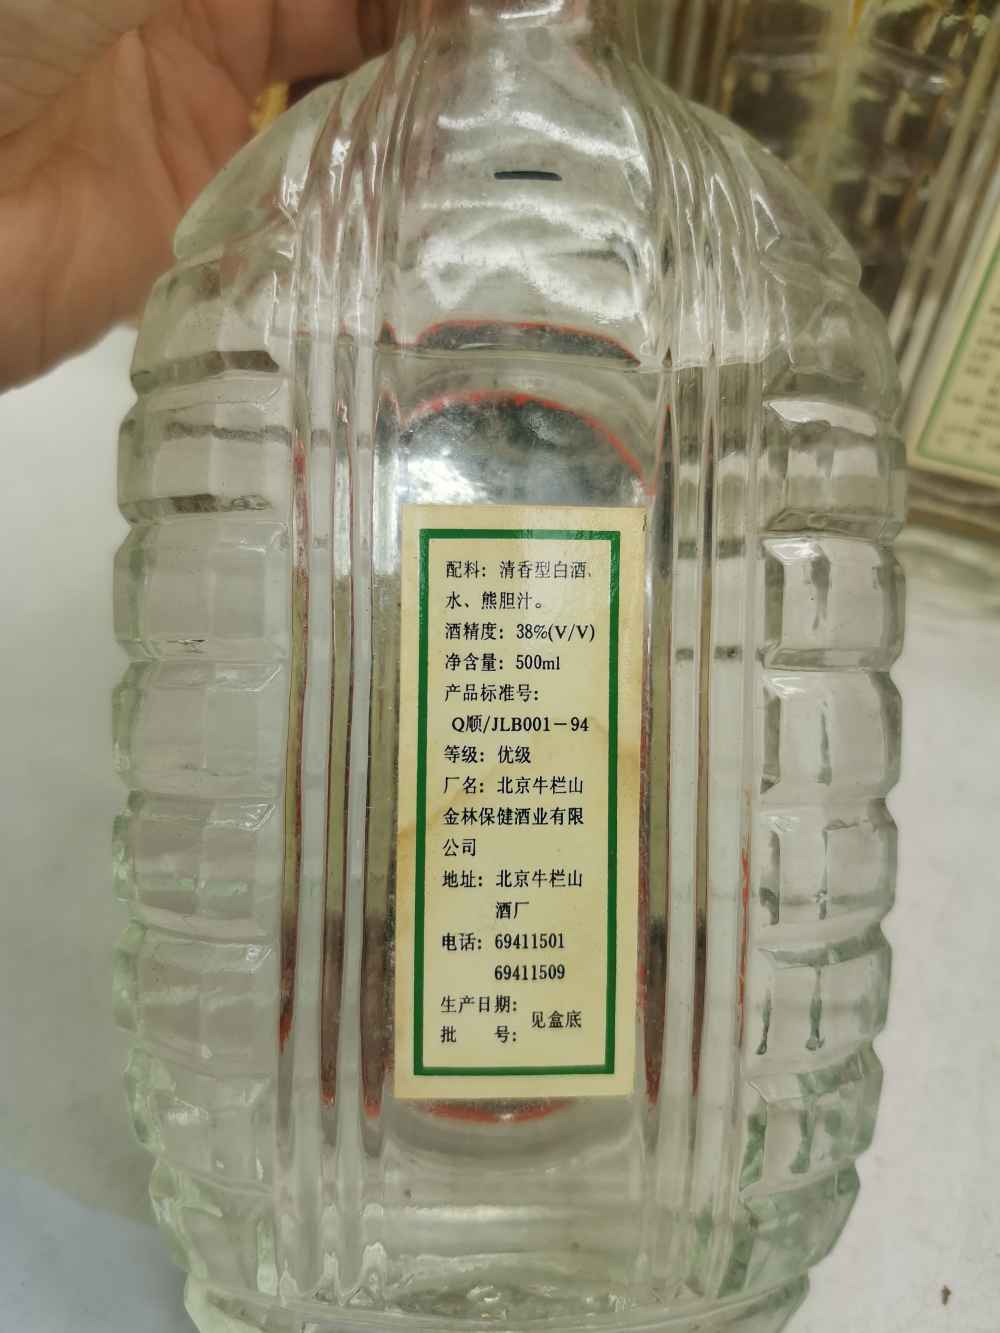 配料：清香型白酒、
水、熊胆汁。
酒精度：38%(V/V)
净含量：500ml
产品标准号：
Q顺/JLB001－94
等级：优级
厂名：北京牛栏山
金林保健酒业有限
公司
地址：北京牛栏山
酒厂
电话：69411501
69411509
生产日期：
批 号：
见盒底